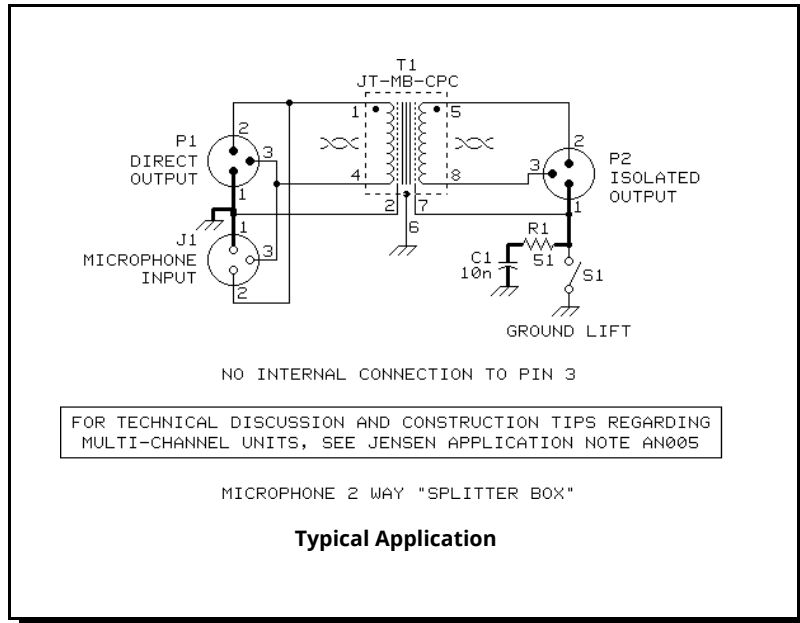 T1
JT-MB-CPC
1
5
2
P1
DIRECT
OUTPUT
3
4
8
1
2
7
6
2
3
P2
ISOLATED
OUTPUT
1
J1
MICROPHONE
INPUT
1
3
2
R1
51
C1
10n
S1
GROUND LIFT
NO INTERNAL CONNECTION TO PIN 3
FOR TECHNICAL DISCUSSION AND CONSTRUCTION TIPS REGARDING
MULTI-CHANNEL UNITS, SEE JENSEN APPLICATION NOTE AN005
MICROPHONE 2 WAY "SPLITTER BOX"
Typical Application